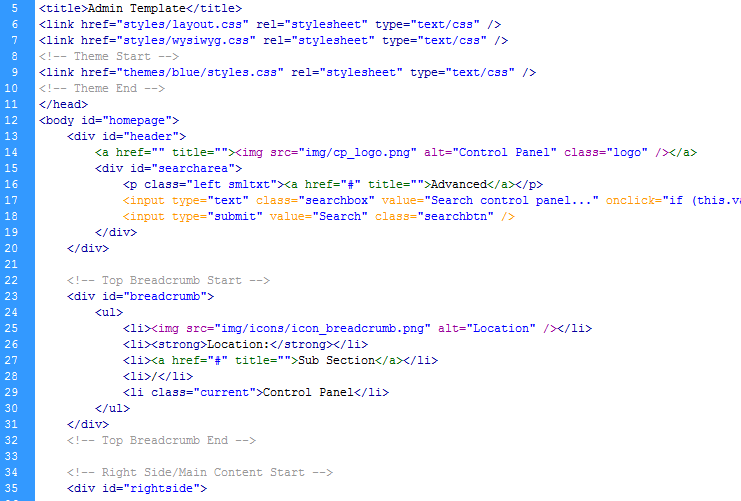 5 <title>Admin Template</title>
6 <link href="styles/layout.css" rel="stylesheet" type="text/css" />
7 <link href="styles/wysiwyg.css" rel="stylesheet" type="text/css" />
8 <!-- Theme Start -->
9 <link href="themes/blue/styles.css" rel="stylesheet" type="text/css" />
10 <!-- Theme End -->
11 </head>
12 <body id="homepage">
13 <div id="header">
14 <a href="" title=""><img src="img/cp_logo.png" alt="Control Panel" class="logo" /></a>
15 <div id="searcharea">
16 <p class="left smltxt"><a href="#" title="">Advanced</a></p>
17 <input type="text" class="searchbox" value="Search control panel..." onclick="if (this.va
18 <input type="submit" value="Search" class="searchbtn" />
19 </div>
20 </div>
21
22 <!-- Top Breadcrumb Start -->
23 <div id="breadcrumb">
24 <ul>
25 <li><img src="img/icons/icon_breadcrumb.png" alt="Location" /></li>
26 <li><strong>Location:</strong></li>
27 <li><a href="#" title="">Sub Section</a></li>
28 <li>/</li>
29 <li class="current">Control Panel</li>
30 </ul>
31 </div>
32 <!-- Top Breadcrumb End -->
33
34 <!-- Right Side/Main Content Start -->
35 <div id="rightside">